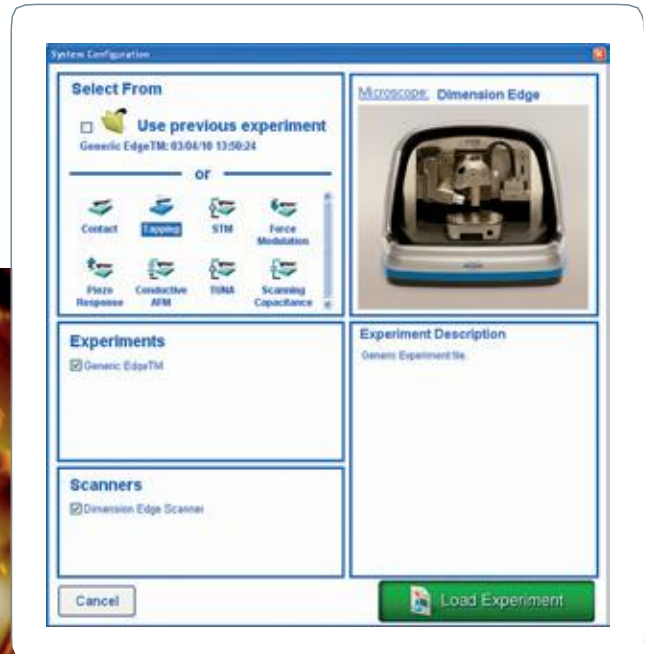 System Configuration
Select From
Use previous experiment
Generic EdgeTM: 03/04/10 13:50:24
or
Contact
Tapping
STM
Force Modulation
Piezo Response
Conductive AFM
TUNA
Scanning Capacitance
Microscope: Dimension Edge
Experiments
Generic EdgeTM
Experiment Description
Generic Experiment file.
Scanners
Dimension Edge Scanner
Cancel
Load Experiment